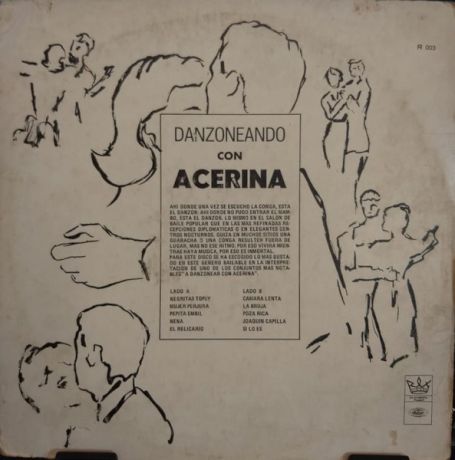 R 003
DANZONEANDO
CON
ACERINA
AHI DONDE UNA VEZ SE ESCUCHO LA CONGA, ESTA
EL DANZON. AHI DONDE NO PUDO ENTRAR EL MAM
BO, ESTA EL DANZON. LO MISMO EN EL SALON DE
BAILE POPULAR QUE EN LAS MAS REFINADAS RE
CEPCIONES DIPLOMATICAS O EN ELEGANTES CEN
TROS NOCTURNOS. QUIZA EN MUCHOS SITIOS UNA
GUARACHA O UNA CONGA RESULTEN FUERA DE
LUGAR, MAS NO ESE RITMO, POR ESO VIVIRA MIEN
TRAS HAYA MUSICA, POR ESO ES INMORTAL.
PARA ESTE DISCO SE HA ESCOGIDO LO MAS GUSTA
DO EN ESTE GENERO BAILABLE EN LA INTERPRE
TACION DE UNO DE LOS CONJUNTOS MAS NOTA
BLES" A DANZONEAR CON ACERINA".
LADO A
NEGRITAS TOPLY
MUJER PERJURA
PEPITA EMBIL
NENA
EL RELICARIO
LADO B
CAMARA LENTA
LA BRUJA
POZA RICA
JOAQUIN CAPILLA
SI LO ES